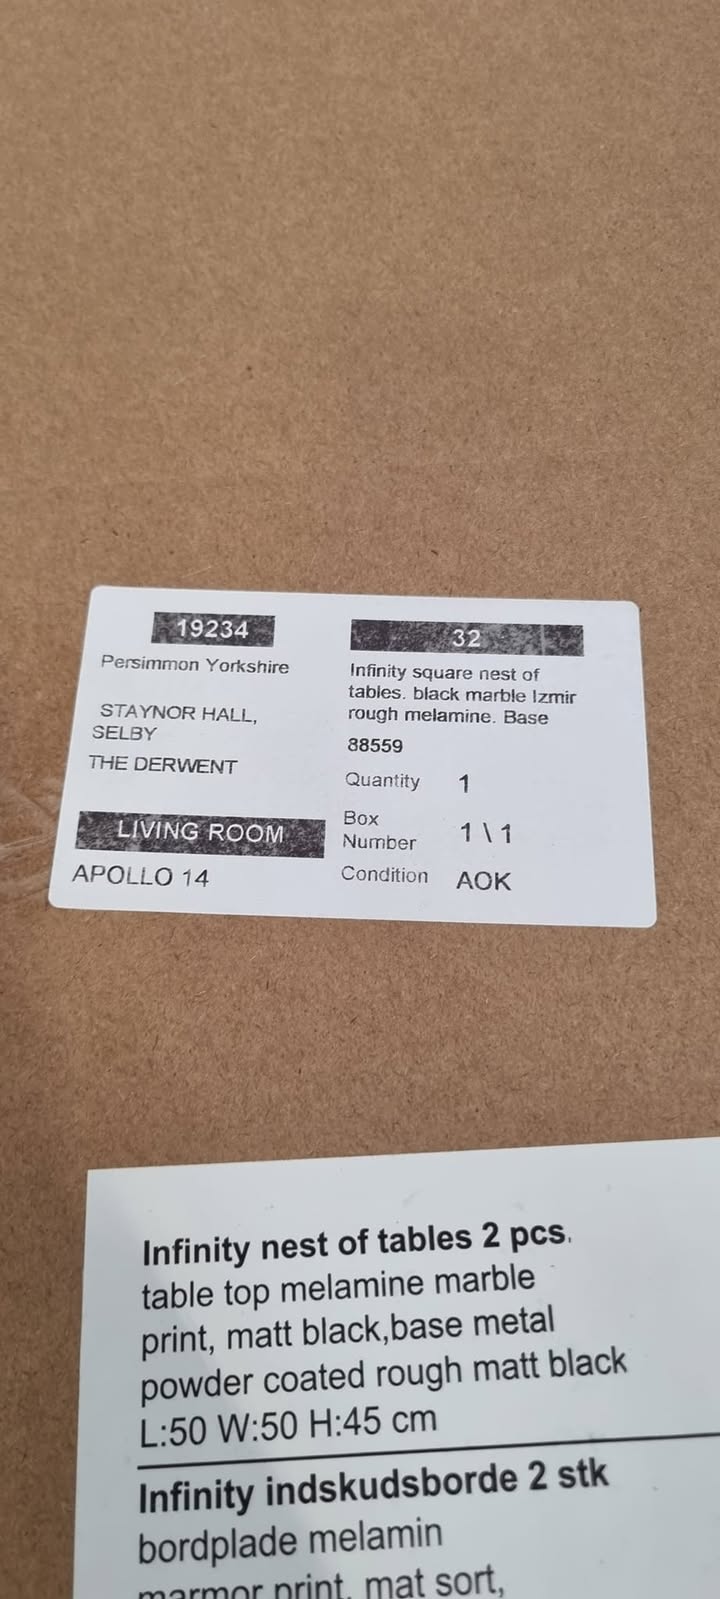 19234
Persimmon Yorkshire
STAYNOR HALL,
SELBY
THE DERWENT
LIVING ROOM
APOLLO 14
32
Infinity square nest of
tables. black marble Izmir
rough melamine. Base
88559
Quantity 1
Box
Number 1 \ 1
Condition AOK
Infinity nest of tables 2 pcs.
table top melamine marble
print, matt black,base metal
powder coated rough matt black
L:50 W:50 H:45 cm
Infinity indskudsborde 2 stk
bordplade melamin
marmor print, mat sort,